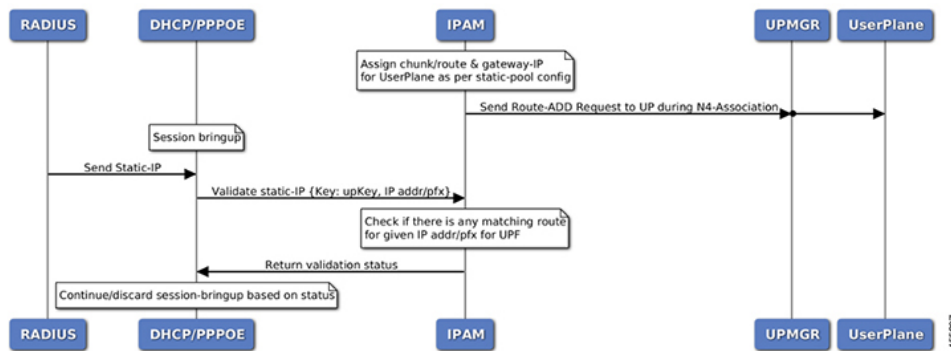 RADIUS
DHCP/PPPOE
IPAM
UPMGR
UserPlane
Assign chunk/route & gateway-IP
for UserPlane as per static-pool config
Send Route-ADD Request to UP during N4-Association
Session bringup
Send Static-IP
Validate static-IP {Key: upKey, IP addr/pfx}
Check if there is any matching route
for given IP addr/pfx for UPF
Return validation status
Continue/discard session-bringup based on status
RADIUS
DHCP/PPPOE
IPAM
UPMGR
UserPlane